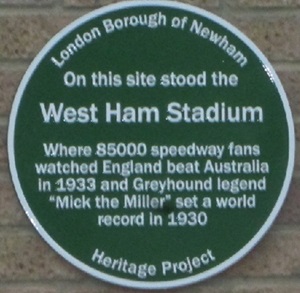 London Borough of Newham
On this site stood the
West Ham Stadium
Where 85000 speedway fans
watched England beat Australia
in 1933 and Greyhound legend
"Mick the Miller" set a world
record in 1930
Heritage Project